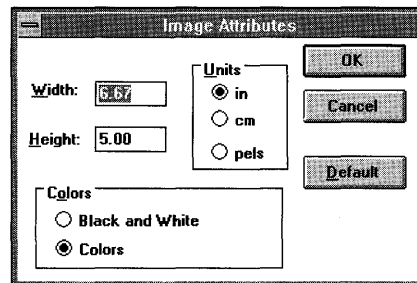 Image Attributes
Width: 6.67
Height: 5.00
Units
in
cm
pels
OK
Cancel
Default
Colors
Black and White
Colors